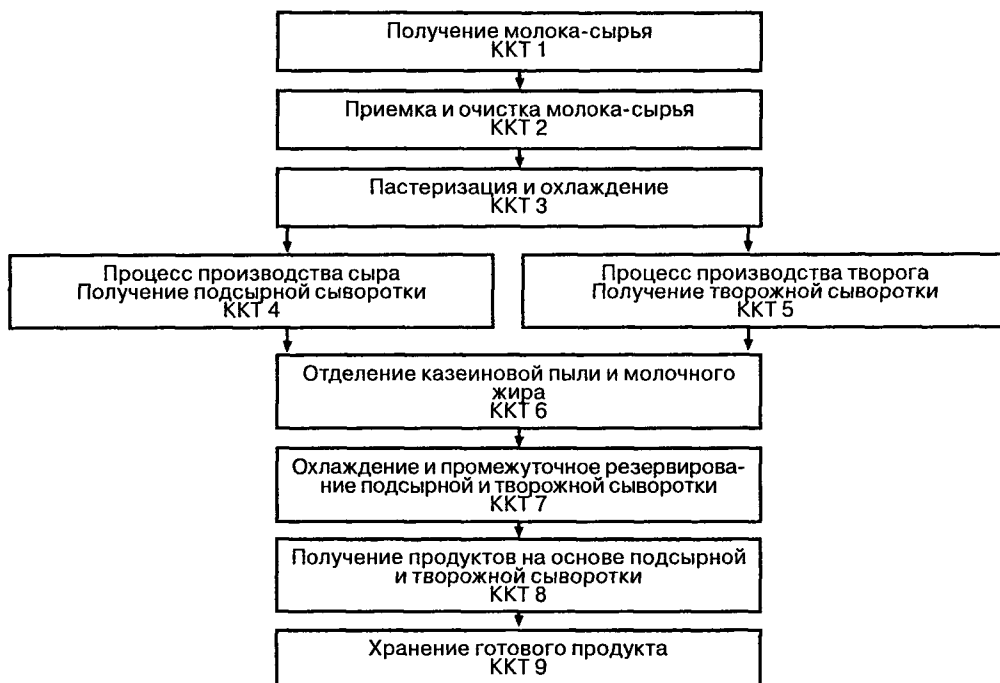 Получение молока-сырья
ККТ 1
Приемка и очистка молока-сырья
ККТ 2
Пастеризация и охлаждение
ККТ 3
Процесс производства сыра
Получение подсырной сыворотки
ККТ 4
Процесс производства творога
Получение творожной сыворотки
ККТ 5
Отделение казеиновой пыли и молочного
жира
ККТ 6
Охлаждение и промежуточное резервирова-
ние подсырной и творожной сыворотки
ККТ 7
Получение продуктов на основе подсырной
и творожной сыворотки
ККТ 8
Хранение готового продукта
ККТ 9